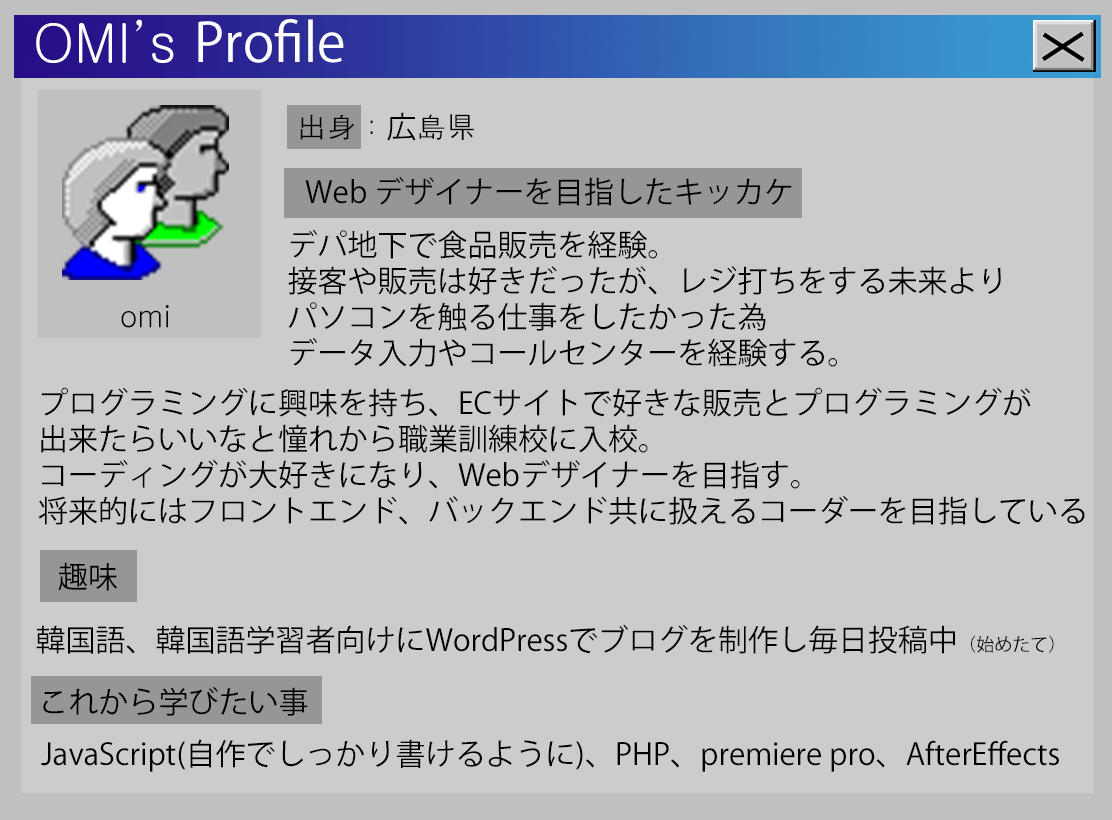 OMI's Profile
omi
出身：広島県
Web デザイナーを目指したキッカケ
デパ地下で食品販売を経験。
接客や販売は好きだったが、レジ打ちをする未来より
パソコンを触る仕事をしたかった為
データ入力やコールセンターを経験する。
プログラミングに興味を持ち、ECサイトで好きな販売とプログラミングが
出来たらいいなと憧れから職業訓練校に入校。
コーディングが大好きになり、Webデザイナーを目指す。
将来的にはフロントエンド、バックエンド共に扱えるコーダーを目指している
趣味
韓国語、韓国語学習者向けにWordPressでブログを制作し毎日投稿中（始めたて）
これから学びたい事
JavaScript(自作でしっかり書けるように)、PHP、premiere pro、AfterEffects